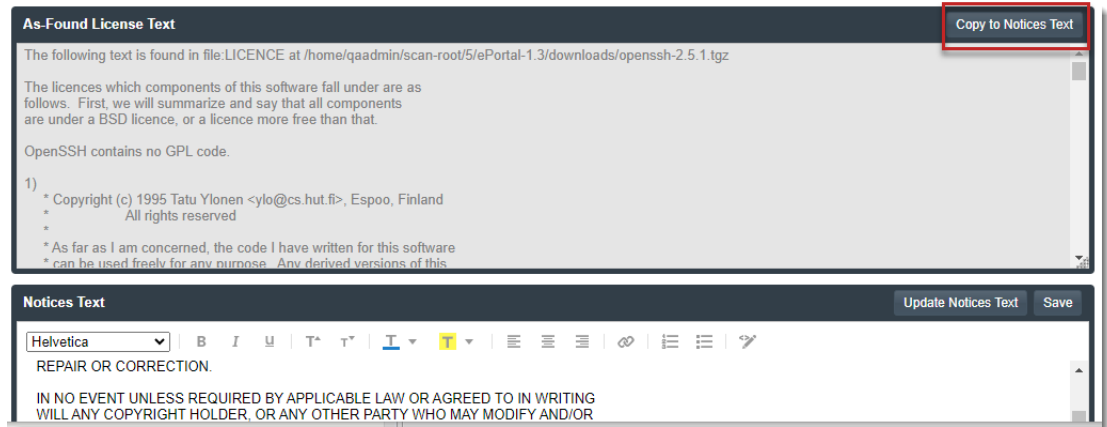 As-Found License Text
Copy to Notices Text
The following text is found in file:LICENCE at /home/qaadmin/scan-root/5/ePortal-1.3/downloads/openssh-2.5.1.tgz
The licences which components of this software fall under are as
follows.  First, we will summarize and say that all components
are under a BSD licence, or a licence more free than that.
OpenSSH contains no GPL code.
1)
* Copyright (c) 1995 Tatu Ylonen <ylo@cs.hut.fi>, Espoo, Finland
*                    All rights reserved
*
* As far as I am concerned, the code I have written for this software
* can be used freely for any purpose.  Any derived versions of this
Notices Text
Update Notices Text
Save
Helvetica
B I U T T T T
REPAIR OR CORRECTION.
IN NO EVENT UNLESS REQUIRED BY APPLICABLE LAW OR AGREED TO IN WRITING
WILL ANY COPYRIGHT HOLDER, OR ANY OTHER PARTY WHO MAY MODIFY AND/OR